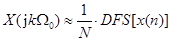 X(jkΩ₀) ≈ 1/N · DFS[x(n)]